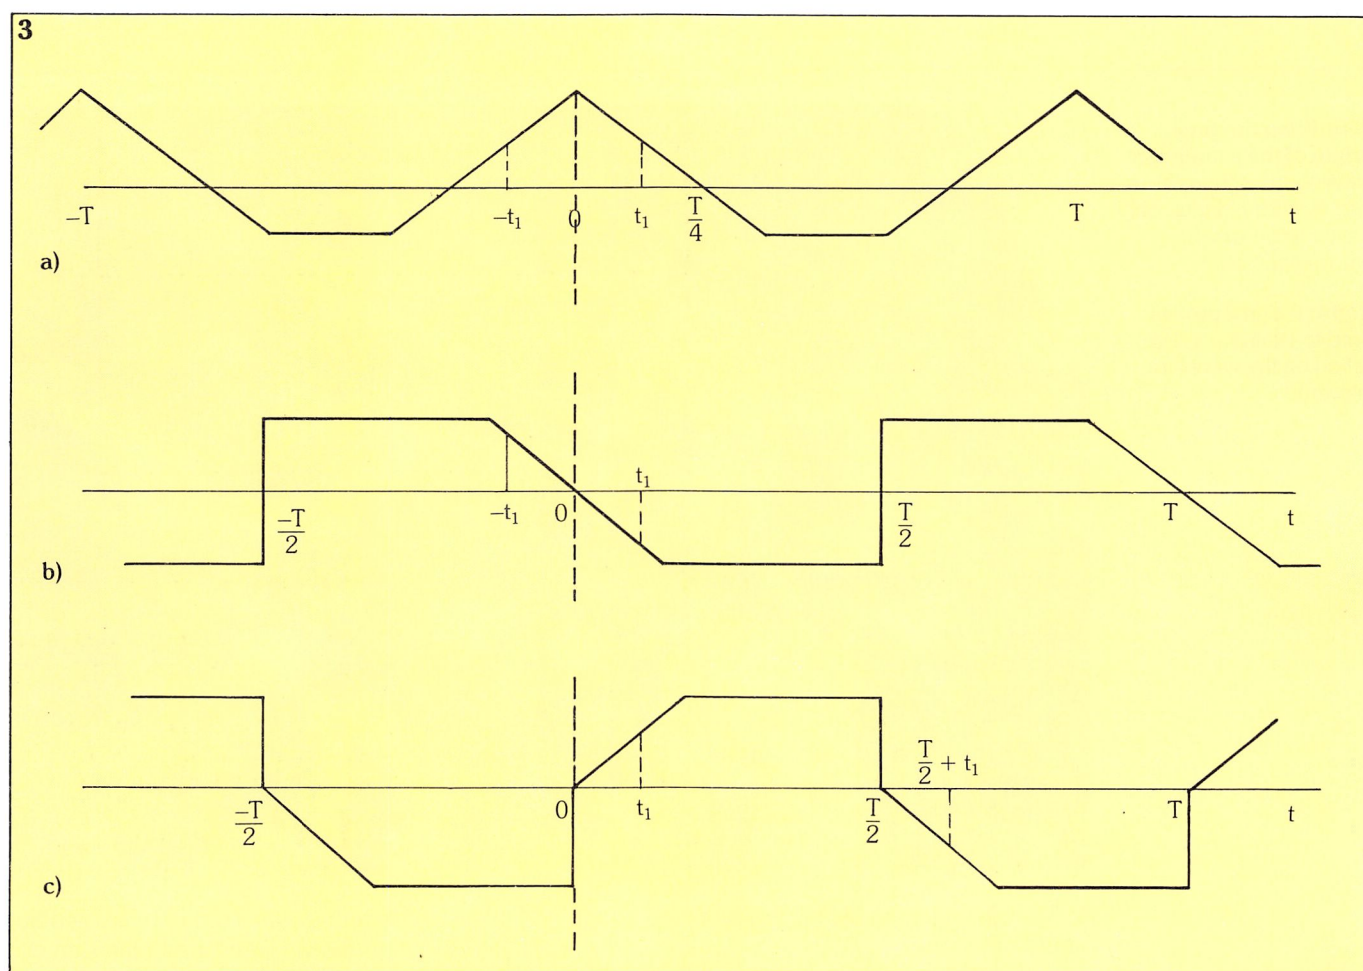 3
–T –t₁ 0 t₁ T/4 T t
a)
t₁
–T/2 –t₁ 0 T/2 T t
b)
T/2 + t₁
–T/2 0 t₁ T/2 T t
c)